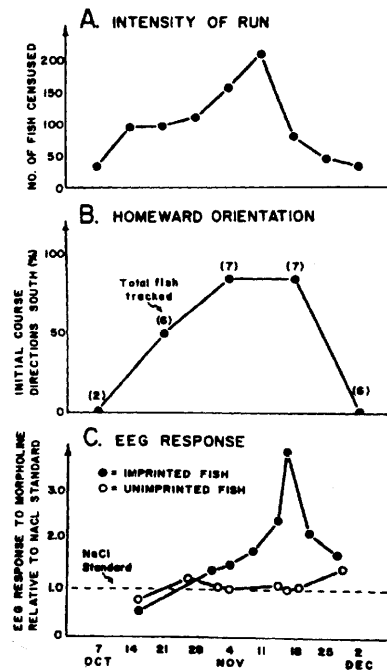 A. INTENSITY OF RUN
NO. OF FISH CENSUSED
200
150
100
50
0
B. HOMEWARD ORIENTATION
INITIAL COURSE
DIRECTIONS SOUTH (%)
100
50
0
Total fish
tracked
(2)
(6)
(7)
(7)
(6)
C. EEG RESPONSE
EEG RESPONSE TO MORPHOLINE
RELATIVE TO NACL STANDARD
● = IMPRINTED FISH
○ = UNIMPRINTED FISH
3.0
2.0
1.0
0
NaCl
Standard
7 14 21 28 4 11 18 25 2
OCT NOV DEC